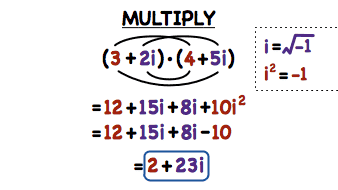 MULTIPLY
(3+2i)·(4+5i)
i=√-1
i²=-1
=12+15i+8i+10i²
=12+15i+8i-10
=2+23i